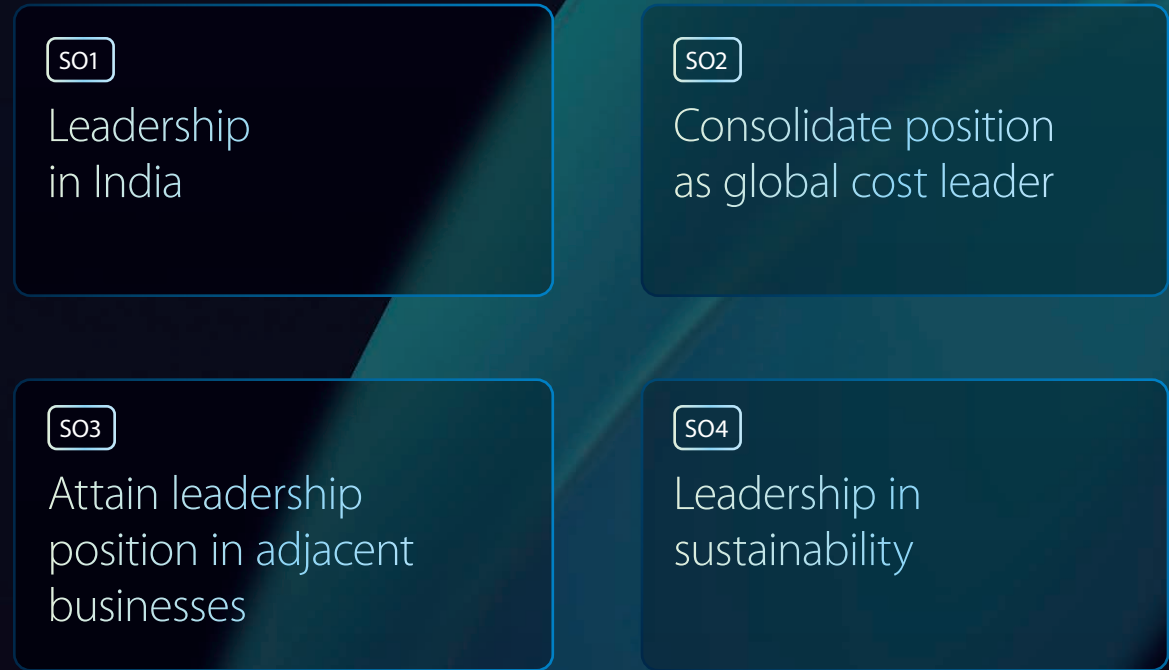 SO1
Leadership
in India
SO2
Consolidate position
as global cost leader
SO3
Attain leadership
position in adjacent
businesses
SO4
Leadership in
sustainability